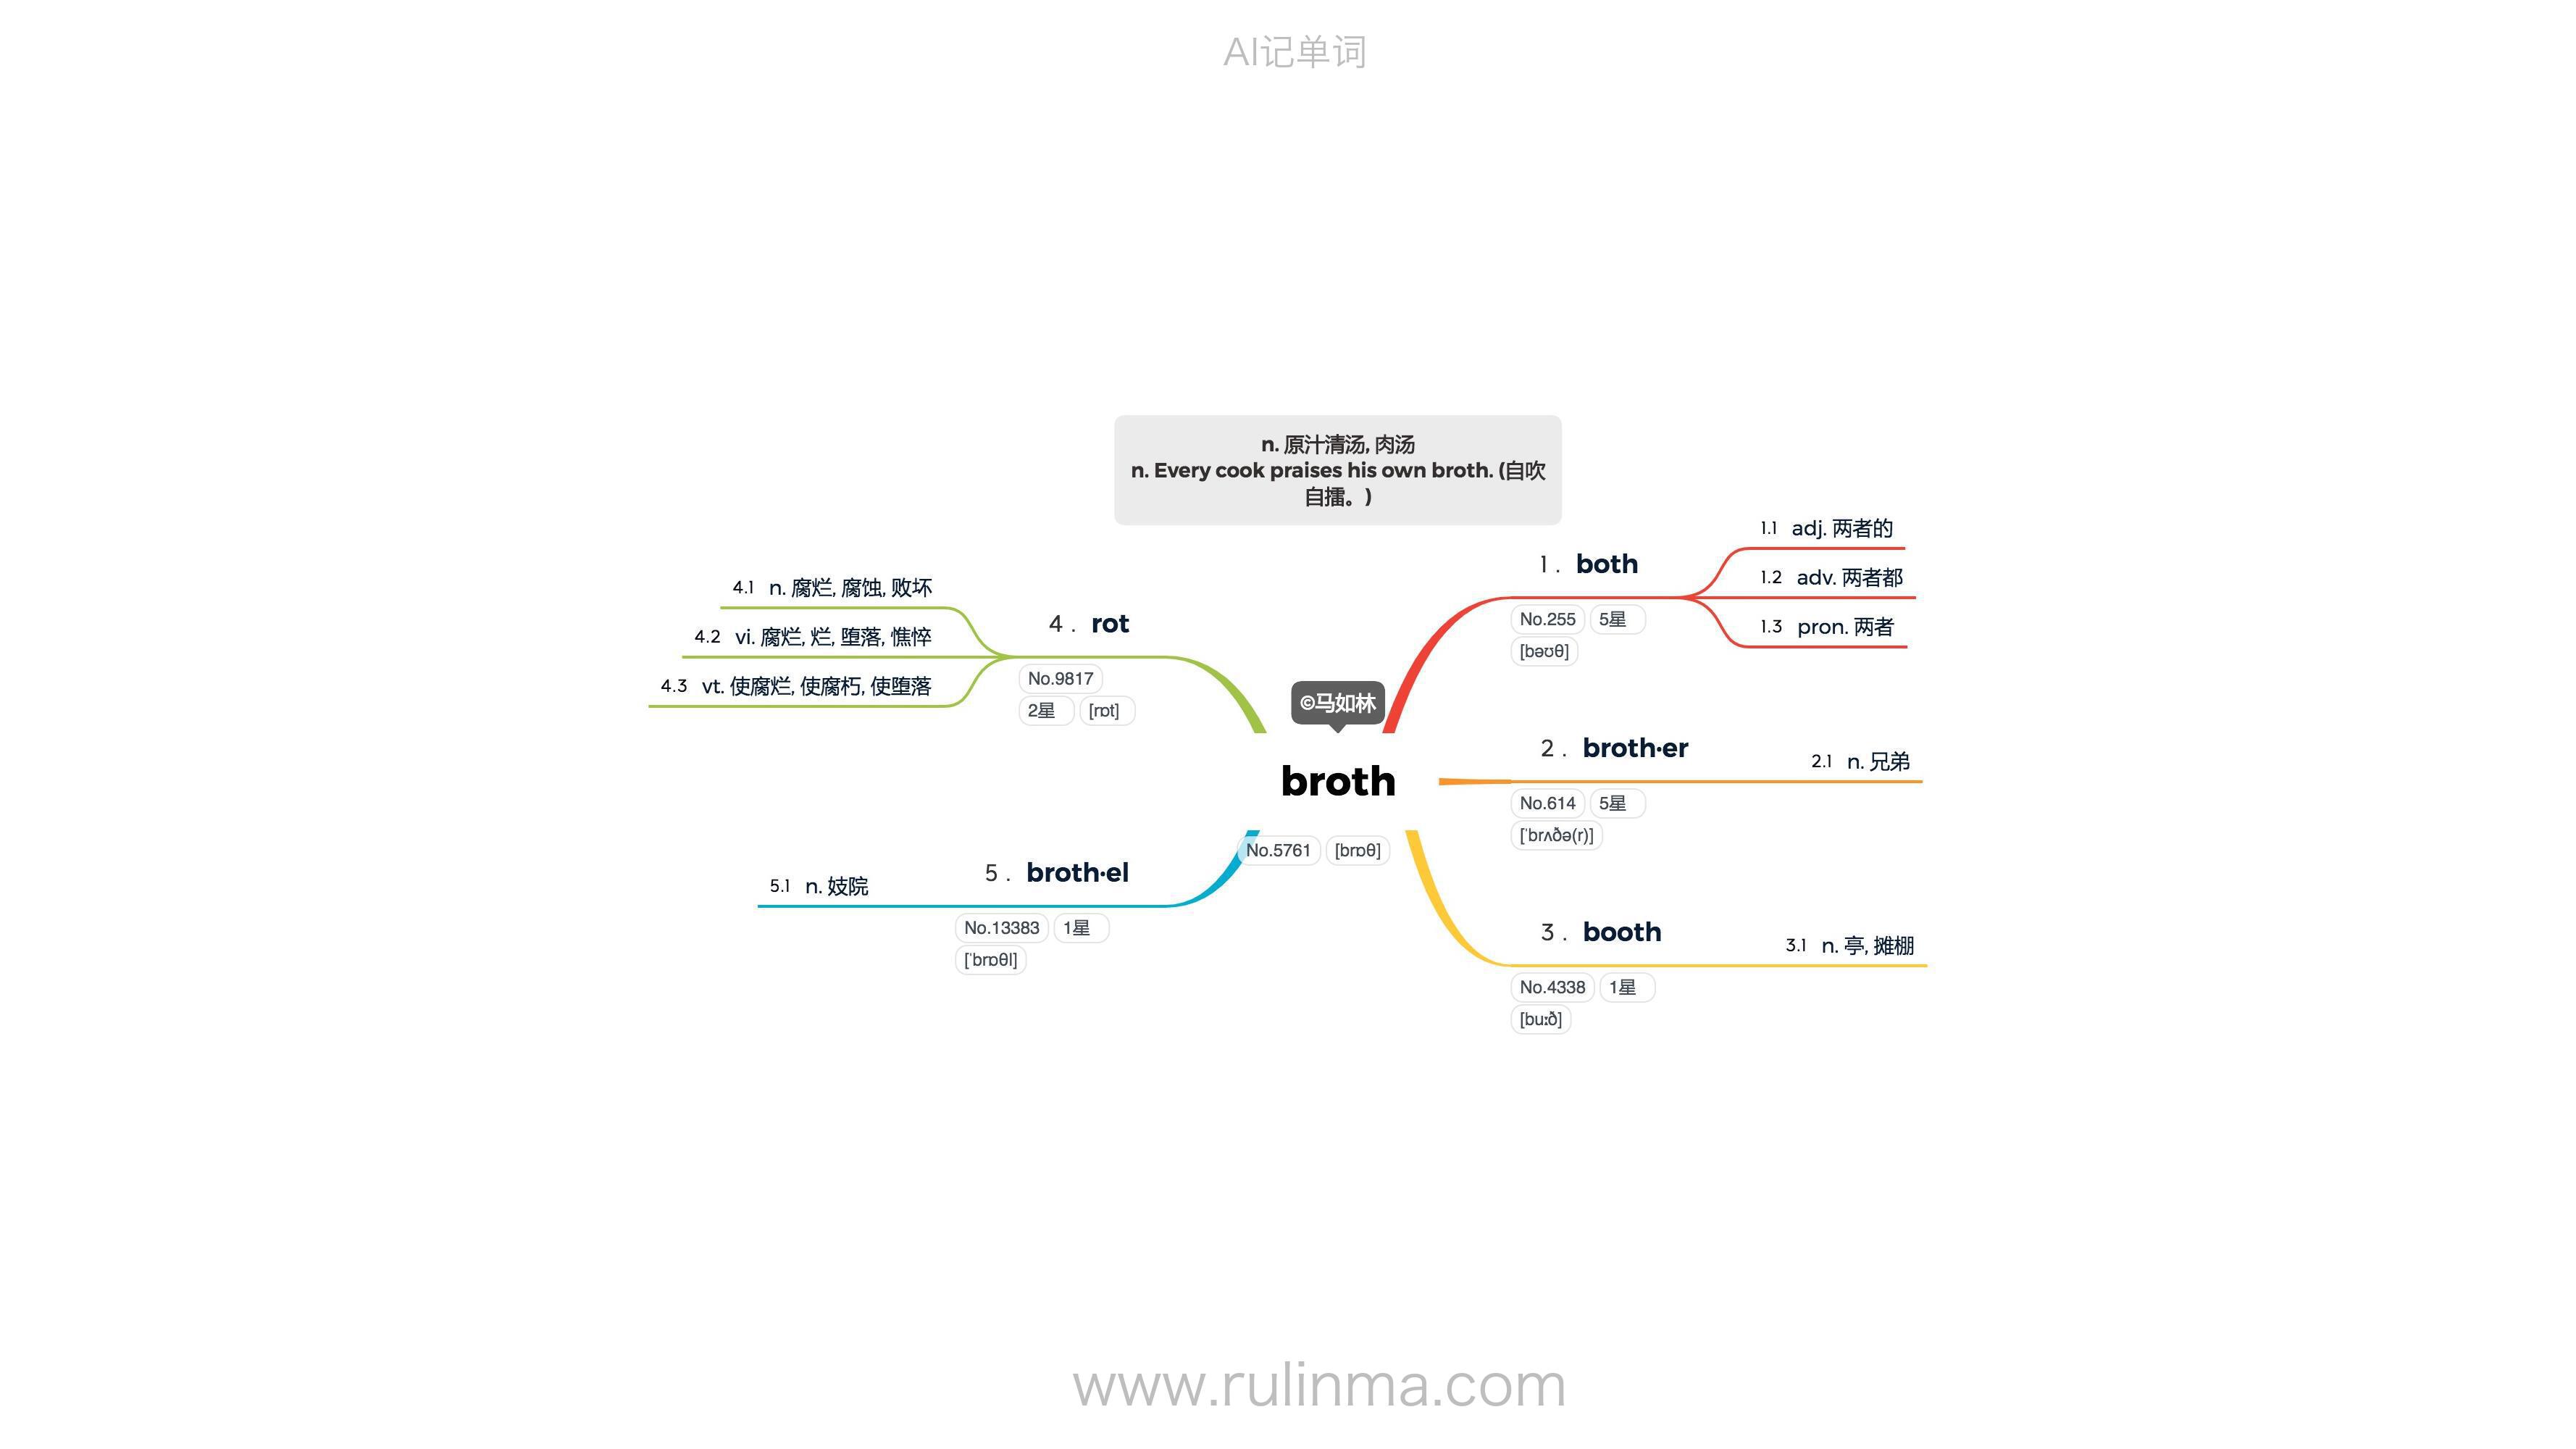 AI记单词
n. 原汁清汤, 肉汤
n. Every cook praises his own broth. (自吹
自擂。)
©马如林
broth
No.5761 [brɒθ]
1. both
No.255 5星
[bəʊθ]
1.1 adj. 两者的
1.2 adv. 两者都
1.3 pron. 两者
2. broth·er
No.614 5星
[ˈbrʌðə(r)]
2.1 n. 兄弟
3. booth
No.4338 1星
[buːð]
3.1 n. 亭, 摊棚
4. rot
No.9817
2星 [rɒt]
4.1 n. 腐烂, 腐蚀, 败坏
4.2 vi. 腐烂, 烂, 堕落, 憔悴
4.3 vt. 使腐烂, 使腐朽, 使堕落
5. broth·el
No.13383 1星
[ˈbrɒθl]
5.1 n. 妓院
www.rulinma.com